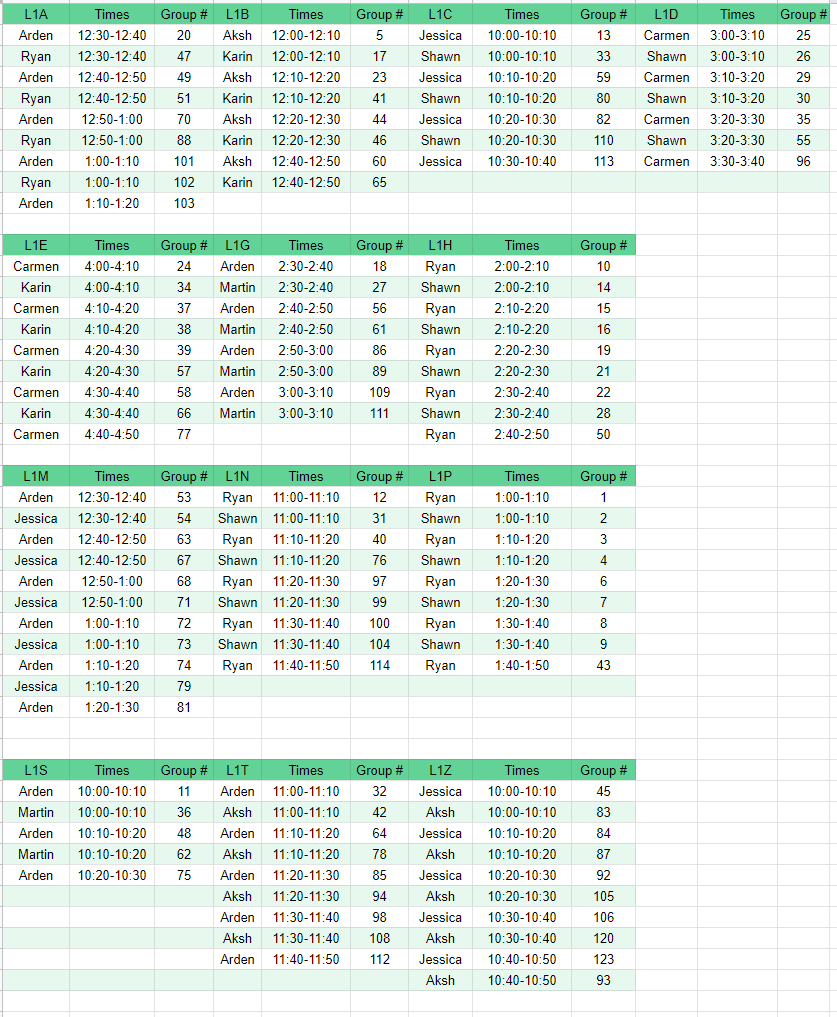 L1A Times Group # L1B Times Group # L1C Times Group # L1D Times Group #
Arden 12:30-12:40 20 Aksh 12:00-12:10 5 Jessica 10:00-10:10 13 Carmen 3:00-3:10 25
Ryan 12:30-12:40 47 Karin 12:00-12:10 17 Shawn 10:00-10:10 33 Shawn 3:00-3:10 26
Arden 12:40-12:50 49 Aksh 12:10-12:20 23 Jessica 10:10-10:20 59 Carmen 3:10-3:20 29
Ryan 12:40-12:50 51 Karin 12:10-12:20 41 Shawn 10:10-10:20 80 Shawn 3:10-3:20 30
Arden 12:50-1:00 70 Aksh 12:20-12:30 44 Jessica 10:20-10:30 82 Carmen 3:20-3:30 35
Ryan 12:50-1:00 88 Karin 12:20-12:30 46 Shawn 10:20-10:30 110 Shawn 3:20-3:30 55
Arden 1:00-1:10 101 Aksh 12:40-12:50 60 Jessica 10:30-10:40 113 Carmen 3:30-3:40 96
Ryan 1:00-1:10 102 Karin 12:40-12:50 65
Arden 1:10-1:20 103
L1E Times Group # L1G Times Group # L1H Times Group #
Carmen 4:00-4:10 24 Arden 2:30-2:40 18 Ryan 2:00-2:10 10
Karin 4:00-4:10 34 Martin 2:30-2:40 27 Shawn 2:00-2:10 14
Carmen 4:10-4:20 37 Arden 2:40-2:50 56 Ryan 2:10-2:20 15
Karin 4:10-4:20 38 Martin 2:40-2:50 61 Shawn 2:10-2:20 16
Carmen 4:20-4:30 39 Arden 2:50-3:00 86 Ryan 2:20-2:30 19
Karin 4:20-4:30 57 Martin 2:50-3:00 89 Shawn 2:20-2:30 21
Carmen 4:30-4:40 58 Arden 3:00-3:10 109 Ryan 2:30-2:40 22
Karin 4:30-4:40 66 Martin 3:00-3:10 111 Shawn 2:30-2:40 28
Carmen 4:40-4:50 77 Ryan 2:40-2:50 50
L1M Times Group # L1N Times Group # L1P Times Group #
Arden 12:30-12:40 53 Ryan 11:00-11:10 12 Ryan 1:00-1:10 1
Jessica 12:30-12:40 54 Shawn 11:00-11:10 31 Shawn 1:00-1:10 2
Arden 12:40-12:50 63 Ryan 11:10-11:20 40 Ryan 1:10-1:20 3
Jessica 12:40-12:50 67 Shawn 11:10-11:20 76 Shawn 1:10-1:20 4
Arden 12:50-1:00 68 Ryan 11:20-11:30 97 Ryan 1:20-1:30 6
Jessica 12:50-1:00 71 Shawn 11:20-11:30 99 Shawn 1:20-1:30 7
Arden 1:00-1:10 72 Ryan 11:30-11:40 100 Ryan 1:30-1:40 8
Jessica 1:00-1:10 73 Shawn 11:30-11:40 104 Shawn 1:30-1:40 9
Arden 1:10-1:20 74 Ryan 11:40-11:50 114 Ryan 1:40-1:50 43
Jessica 1:10-1:20 79
Arden 1:20-1:30 81
L1S Times Group # L1T Times Group # L1Z Times Group #
Arden 10:00-10:10 11 Arden 11:00-11:10 32 Jessica 10:00-10:10 45
Martin 10:00-10:10 36 Aksh 11:00-11:10 42 Aksh 10:00-10:10 83
Arden 10:10-10:20 48 Arden 11:10-11:20 64 Jessica 10:10-10:20 84
Martin 10:10-10:20 62 Aksh 11:10-11:20 78 Aksh 10:10-10:20 87
Arden 10:20-10:30 75 Arden 11:20-11:30 85 Jessica 10:20-10:30 92
Aksh 11:20-11:30 94 Aksh 10:20-10:30 105
Arden 11:30-11:40 98 Jessica 10:30-10:40 106
Aksh 11:30-11:40 108 Aksh 10:30-10:40 120
Arden 11:40-11:50 112 Jessica 10:40-10:50 123
Aksh 10:40-10:50 93